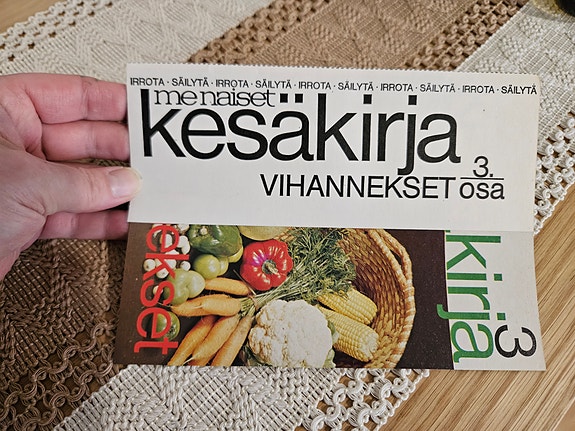 IRROTA · SÄILYTÄ · IRROTA · SÄILYTÄ · IRROTA · SÄILYTÄ · IRROTA · SÄILYTÄ · IRROTA · SÄILYTÄ
me naiset
kesäkirja
VIHANNEKSET 3. osa
ekset
kirja
3